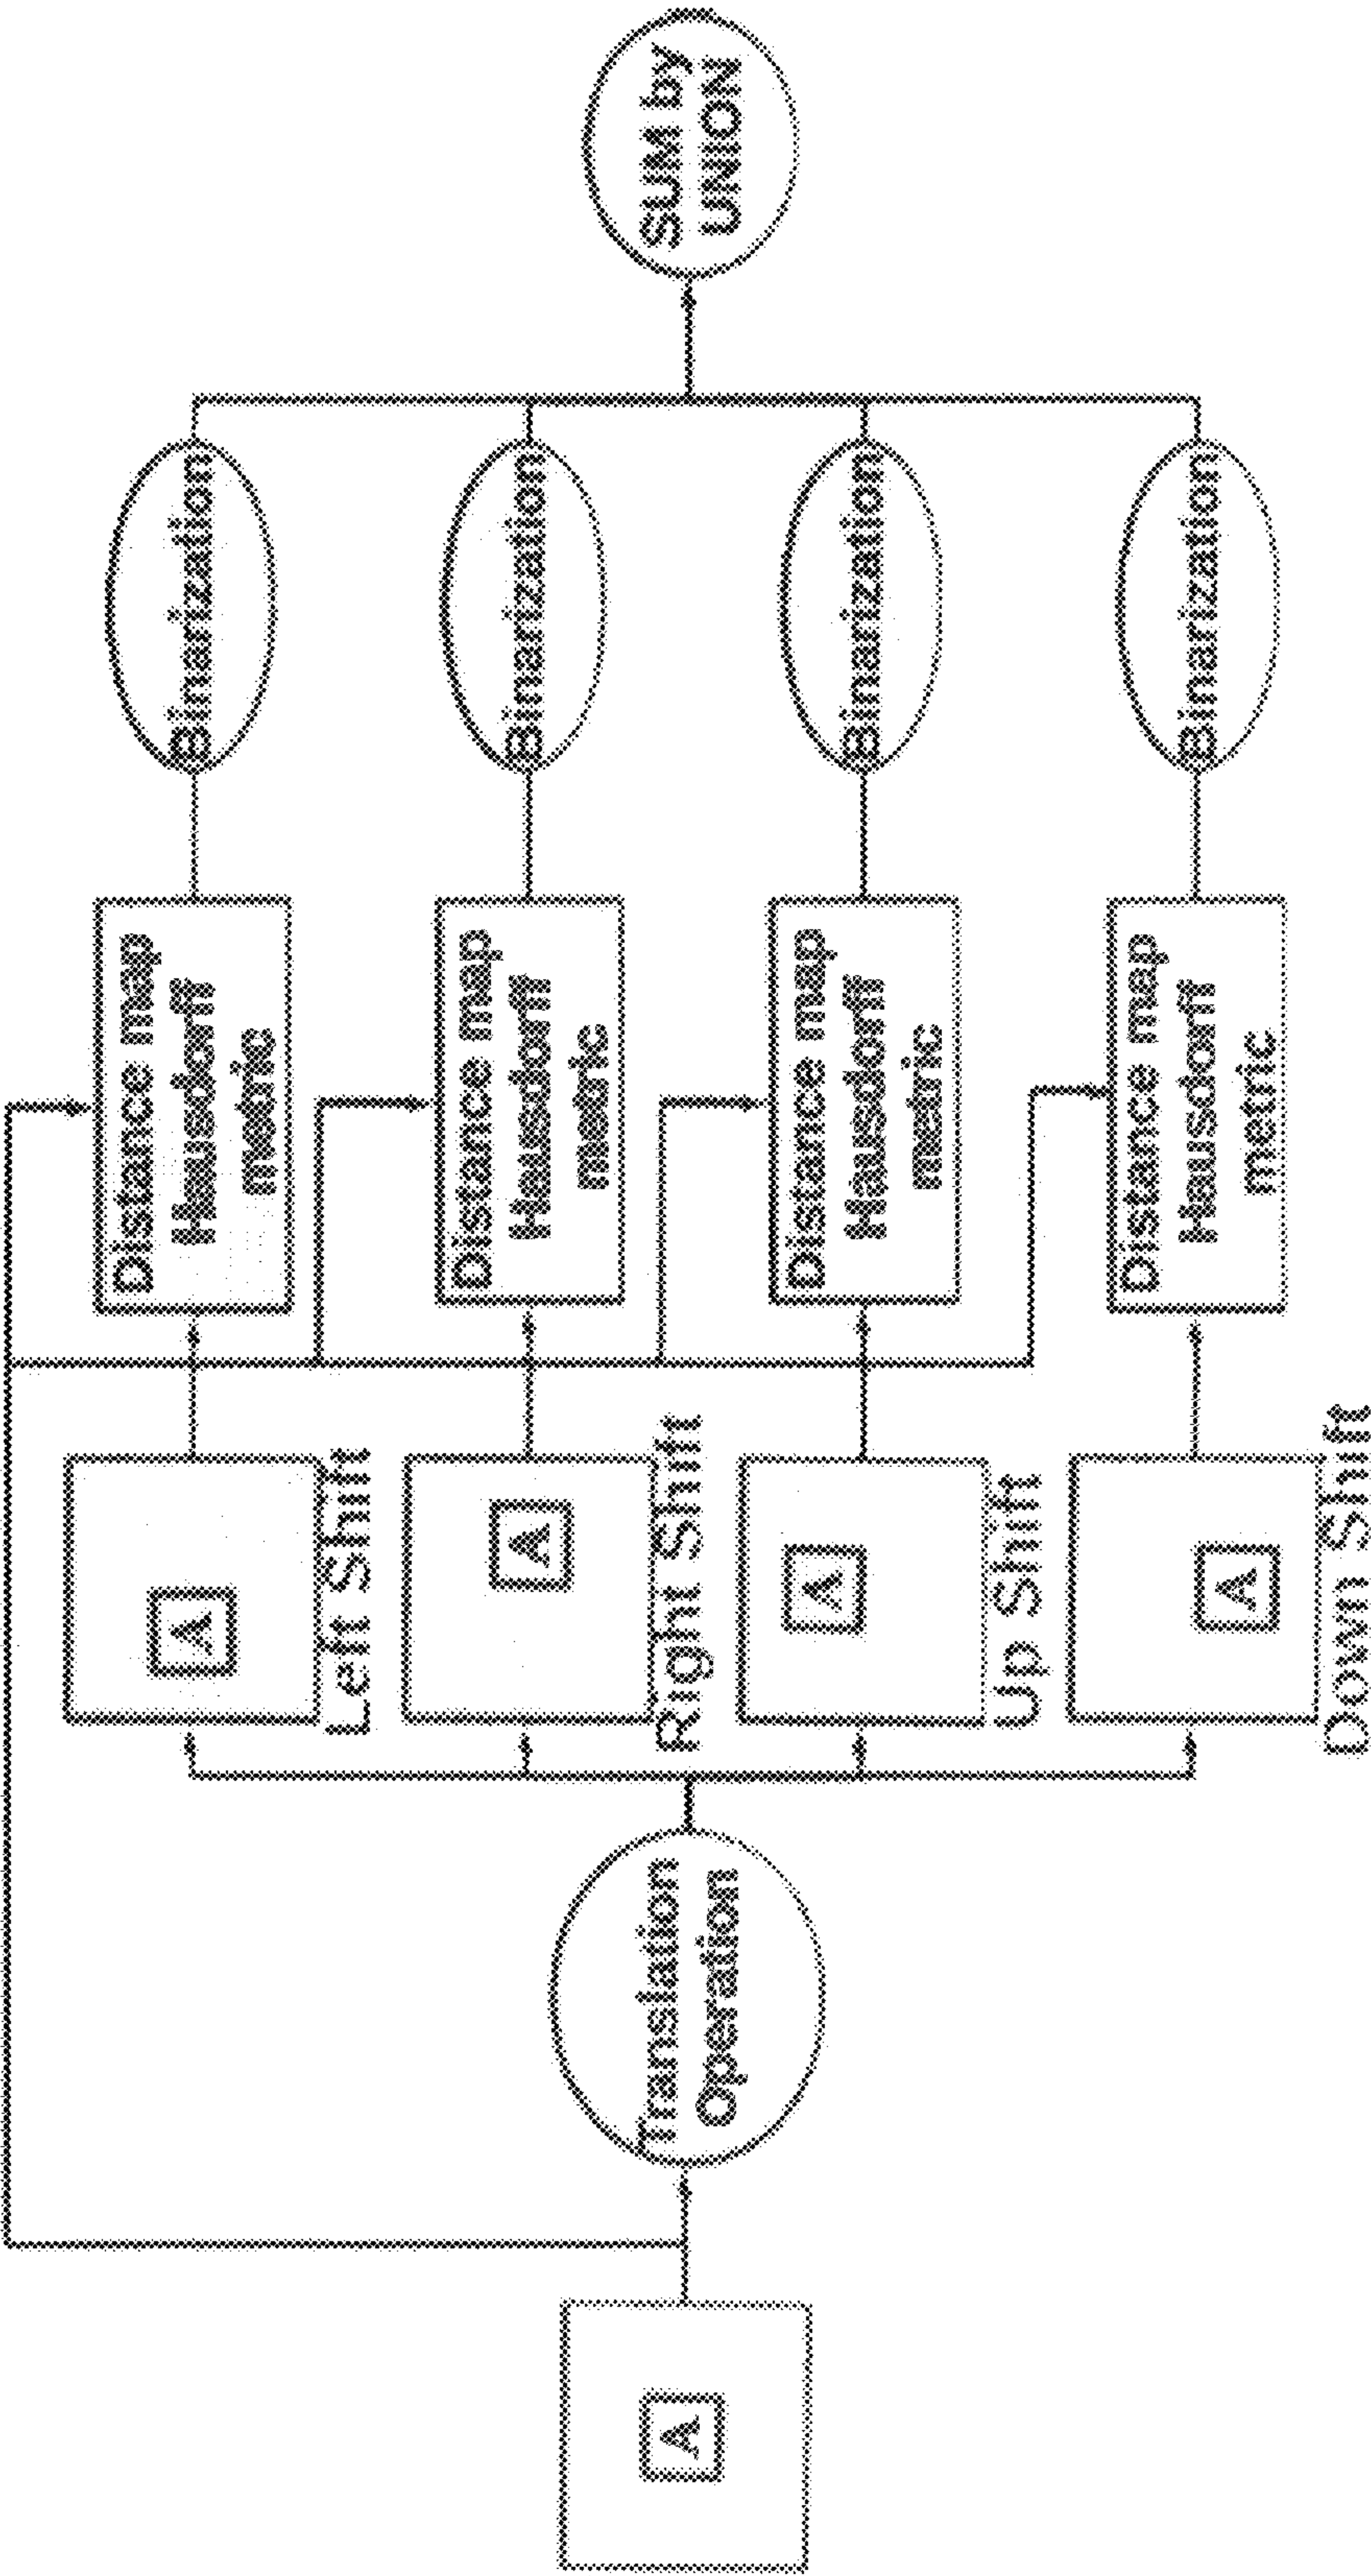 A
Translation
Operation
A
Left Shift
A
Right Shift
A
Up Shift
A
Down Shift
Distance map
Hausdorff
metric
Distance map
Hausdorff
metric
Distance map
Hausdorff
metric
Distance map
Hausdorff
metric
Binarization
Binarization
Binarization
Binarization
SUM by
UNION